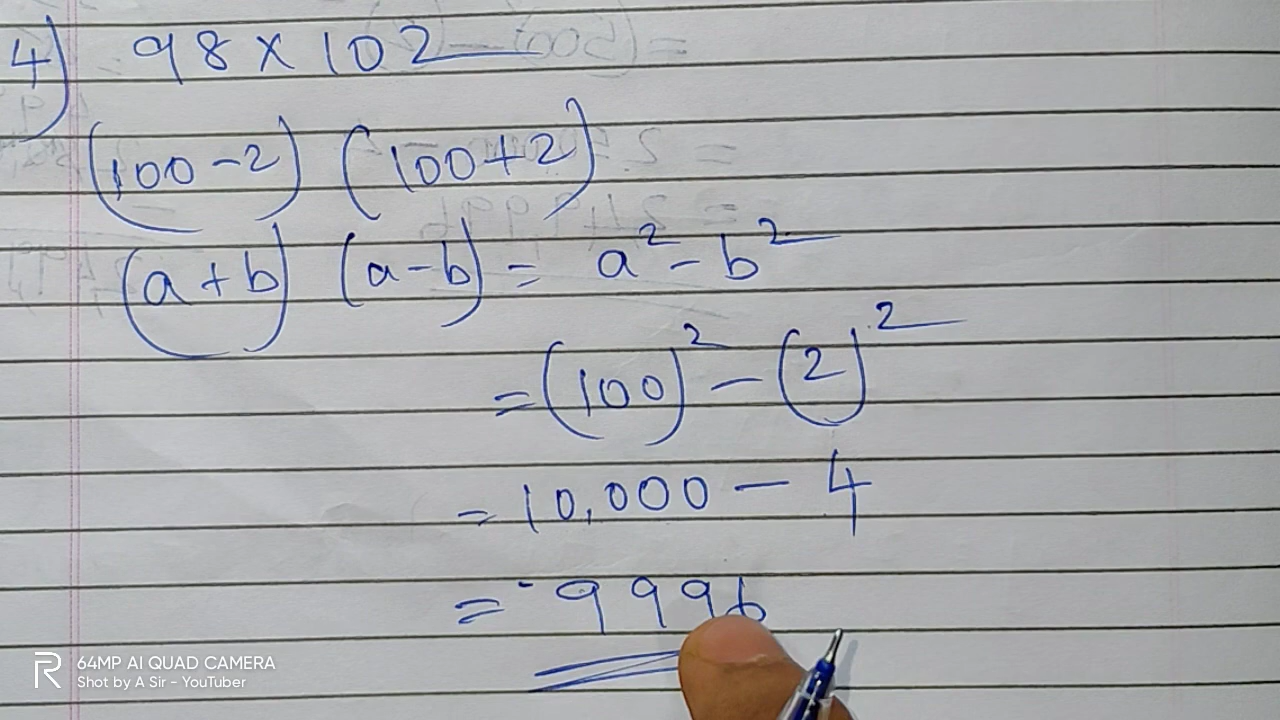 4) 98 × 102
(100 - 2) (100 + 2)
(a + b) (a - b) = a² - b²
= (100)² - (2)²
= 10,000 - 4
= 9996
64MP AI QUAD CAMERA
Shot by A Sir - YouTuber